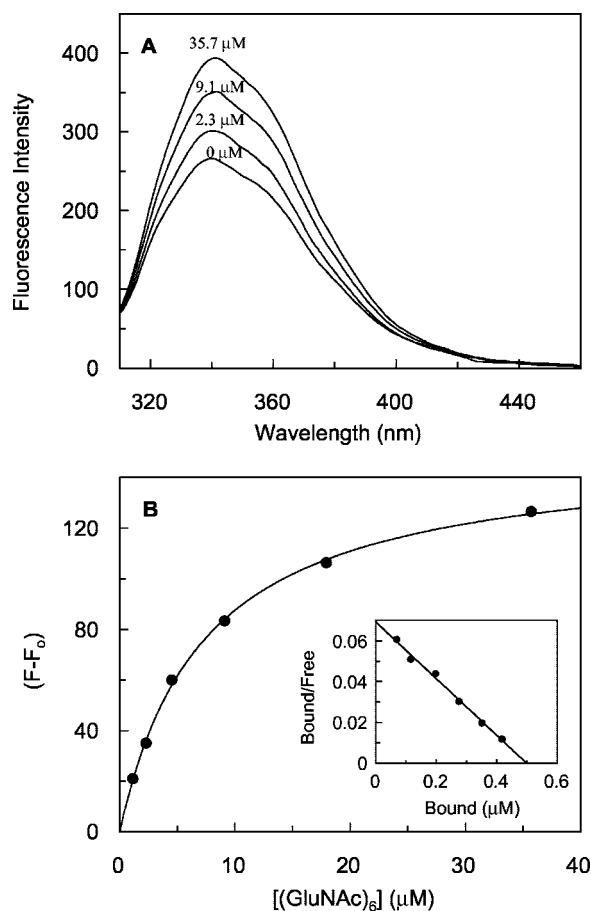 A
35.7 µM
9.1 µM
2.3 µM
0 µM
400
300
200
100
0
Fluorescence Intensity
320 360 400 440
Wavelength (nm)
B
120
80
40
0
(F-Fo)
0.06
0.04
0.02
0
Bound/Free
0 0.2 0.4 0.6
Bound (µM)
0 10 20 30 40
[(GluNAc)6] (µM)